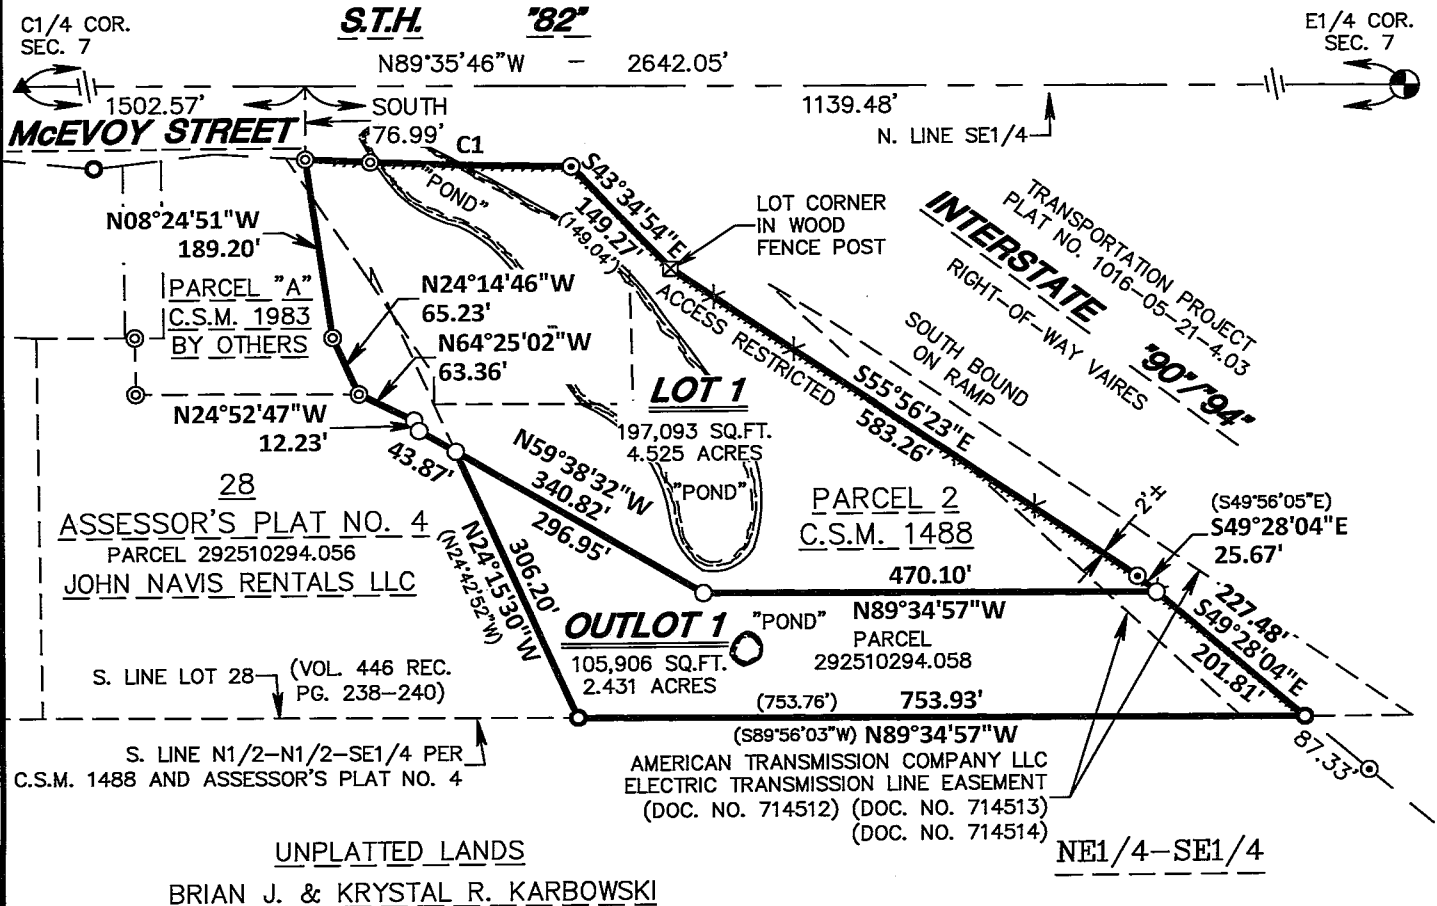 C1/4 COR.
SEC. 7
S.T.H. "82"
E1/4 COR.
SEC. 7
N89°35'46"W - 2642.05'
1502.57'
SOUTH
76.99'
1139.48'
N. LINE SE1/4
McEVOY STREET
C1
"POND"
S43°34'54"E
149.27'
(149.04')
LOT CORNER
IN WOOD
FENCE POST
TRANSPORTATION PROJECT
PLAT NO. 1016-05-21-4.03
INTERSTATE "90"/"94"
RIGHT-OF-WAY VAIRES
N08°24'51"W
189.20'
PARCEL "A"
C.S.M. 1983
BY OTHERS
N24°14'46"W
65.23'
N64°25'02"W
63.36'
ACCESS RESTRICTED
SOUTH BOUND
ON RAMP
S55°56'23"E
583.26'
LOT 1
197,093 SQ.FT.
4.525 ACRES
N24°52'47"W
12.23'
43.87'
N59°38'32"W
340.82'
296.95'
"POND"
PARCEL 2
C.S.M. 1488
2'±
(S49°56'05"E)
S49°28'04"E
25.67'
28
ASSESSOR'S PLAT NO. 4
PARCEL 292510294.056
JOHN NAVIS RENTALS LLC
306.20'
N24°15'30"W
(N24°42'52"W)
470.10'
N89°34'57"W
OUTLOT 1
105,906 SQ.FT.
2.431 ACRES
"POND"
PARCEL
292510294.058
227.48'
S49°28'04"E
201.81'
S. LINE LOT 28
(VOL. 446 REC.
PG. 238-240)
(753.76') 753.93'
(S89°56'03"W) N89°34'57"W
87.33'
S. LINE N1/2-N1/2-SE1/4 PER
C.S.M. 1488 AND ASSESSOR'S PLAT NO. 4
AMERICAN TRANSMISSION COMPANY LLC
ELECTRIC TRANSMISSION LINE EASEMENT
(DOC. NO. 714512) (DOC. NO. 714513)
(DOC. NO. 714514)
NE1/4-SE1/4
UNPLATTED LANDS
BRIAN J. & KRYSTAL R. KARBOWSKI